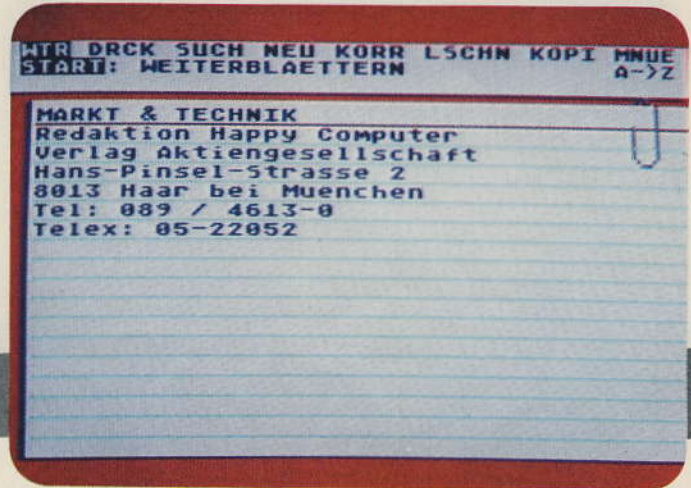 WTR DRCK SUCH NEU KORR LSCHN KOPI MNUE
START: WEITERBLAETTERN A->Z
MARKT & TECHNIK
Redaktion Happy Computer
Verlag Aktiengesellschaft
Hans-Pinsel-Strasse 2
8013 Haar bei Muenchen
Tel: 089 / 4613-0
Telex: 05-22052